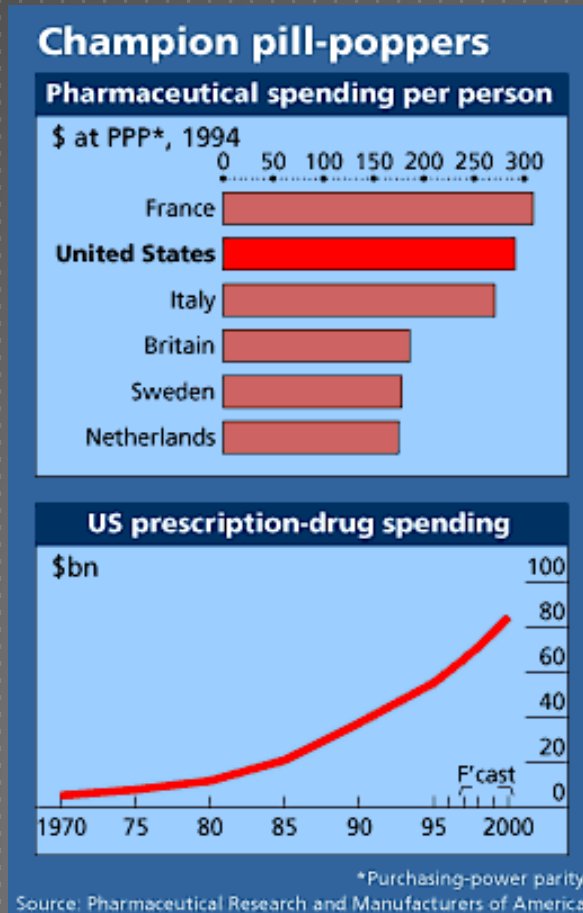 Champion pill-poppers
Pharmaceutical spending per person
$ at PPP*, 1994
0 50 100 150 200 250 300
France
United States
Italy
Britain
Sweden
Netherlands
US prescription-drug spending
$bn
100
80
60
40
20
F'cast
0
1970 75 80 85 90 95 2000
*Purchasing-power parity
Source: Pharmaceutical Research and Manufacturers of America